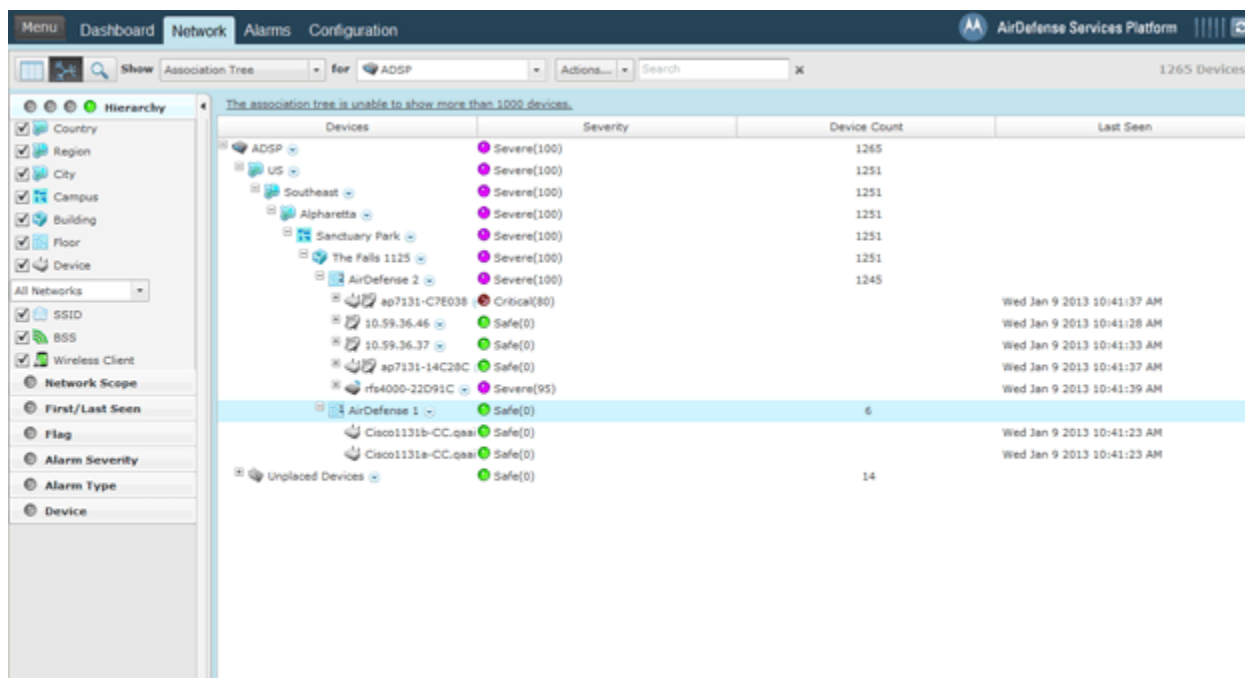 Menu Dashboard Network Alarms Configuration AirDefense Services Platform
Show Association Tree for ADSP Actions... Search x 1265 Devices
Hierarchy
Country
Region
City
Campus
Building
Floor
Device
All Networks
SSID
BSS
Wireless Client
Network Scope
First/Last Seen
Flag
Alarm Severity
Alarm Type
Device
The association tree is unable to show more than 1000 devices.
Devices Severity Device Count Last Seen
ADSP Severe(100) 1265
US Severe(100) 1251
Southeast Severe(100) 1251
Alpharetta Severe(100) 1251
Sanctuary Park Severe(100) 1251
The Falls 1125 Severe(100) 1251
AirDefense 2 Severe(100) 1245
ap7131-C7E038 Critical(80) Wed Jan 9 2013 10:41:37 AM
10.59.36.46 Safe(0) Wed Jan 9 2013 10:41:28 AM
10.59.36.37 Safe(0) Wed Jan 9 2013 10:41:33 AM
ap7131-14C28C Safe(0) Wed Jan 9 2013 10:41:37 AM
rfs4000-22D91C Severe(95) Wed Jan 9 2013 10:41:39 AM
AirDefense 1 Safe(0) 6
Cisco1131b-CC.qaai Safe(0) Wed Jan 9 2013 10:41:23 AM
Cisco1131a-CC.qaai Safe(0) Wed Jan 9 2013 10:41:23 AM
Unplaced Devices Safe(0) 14